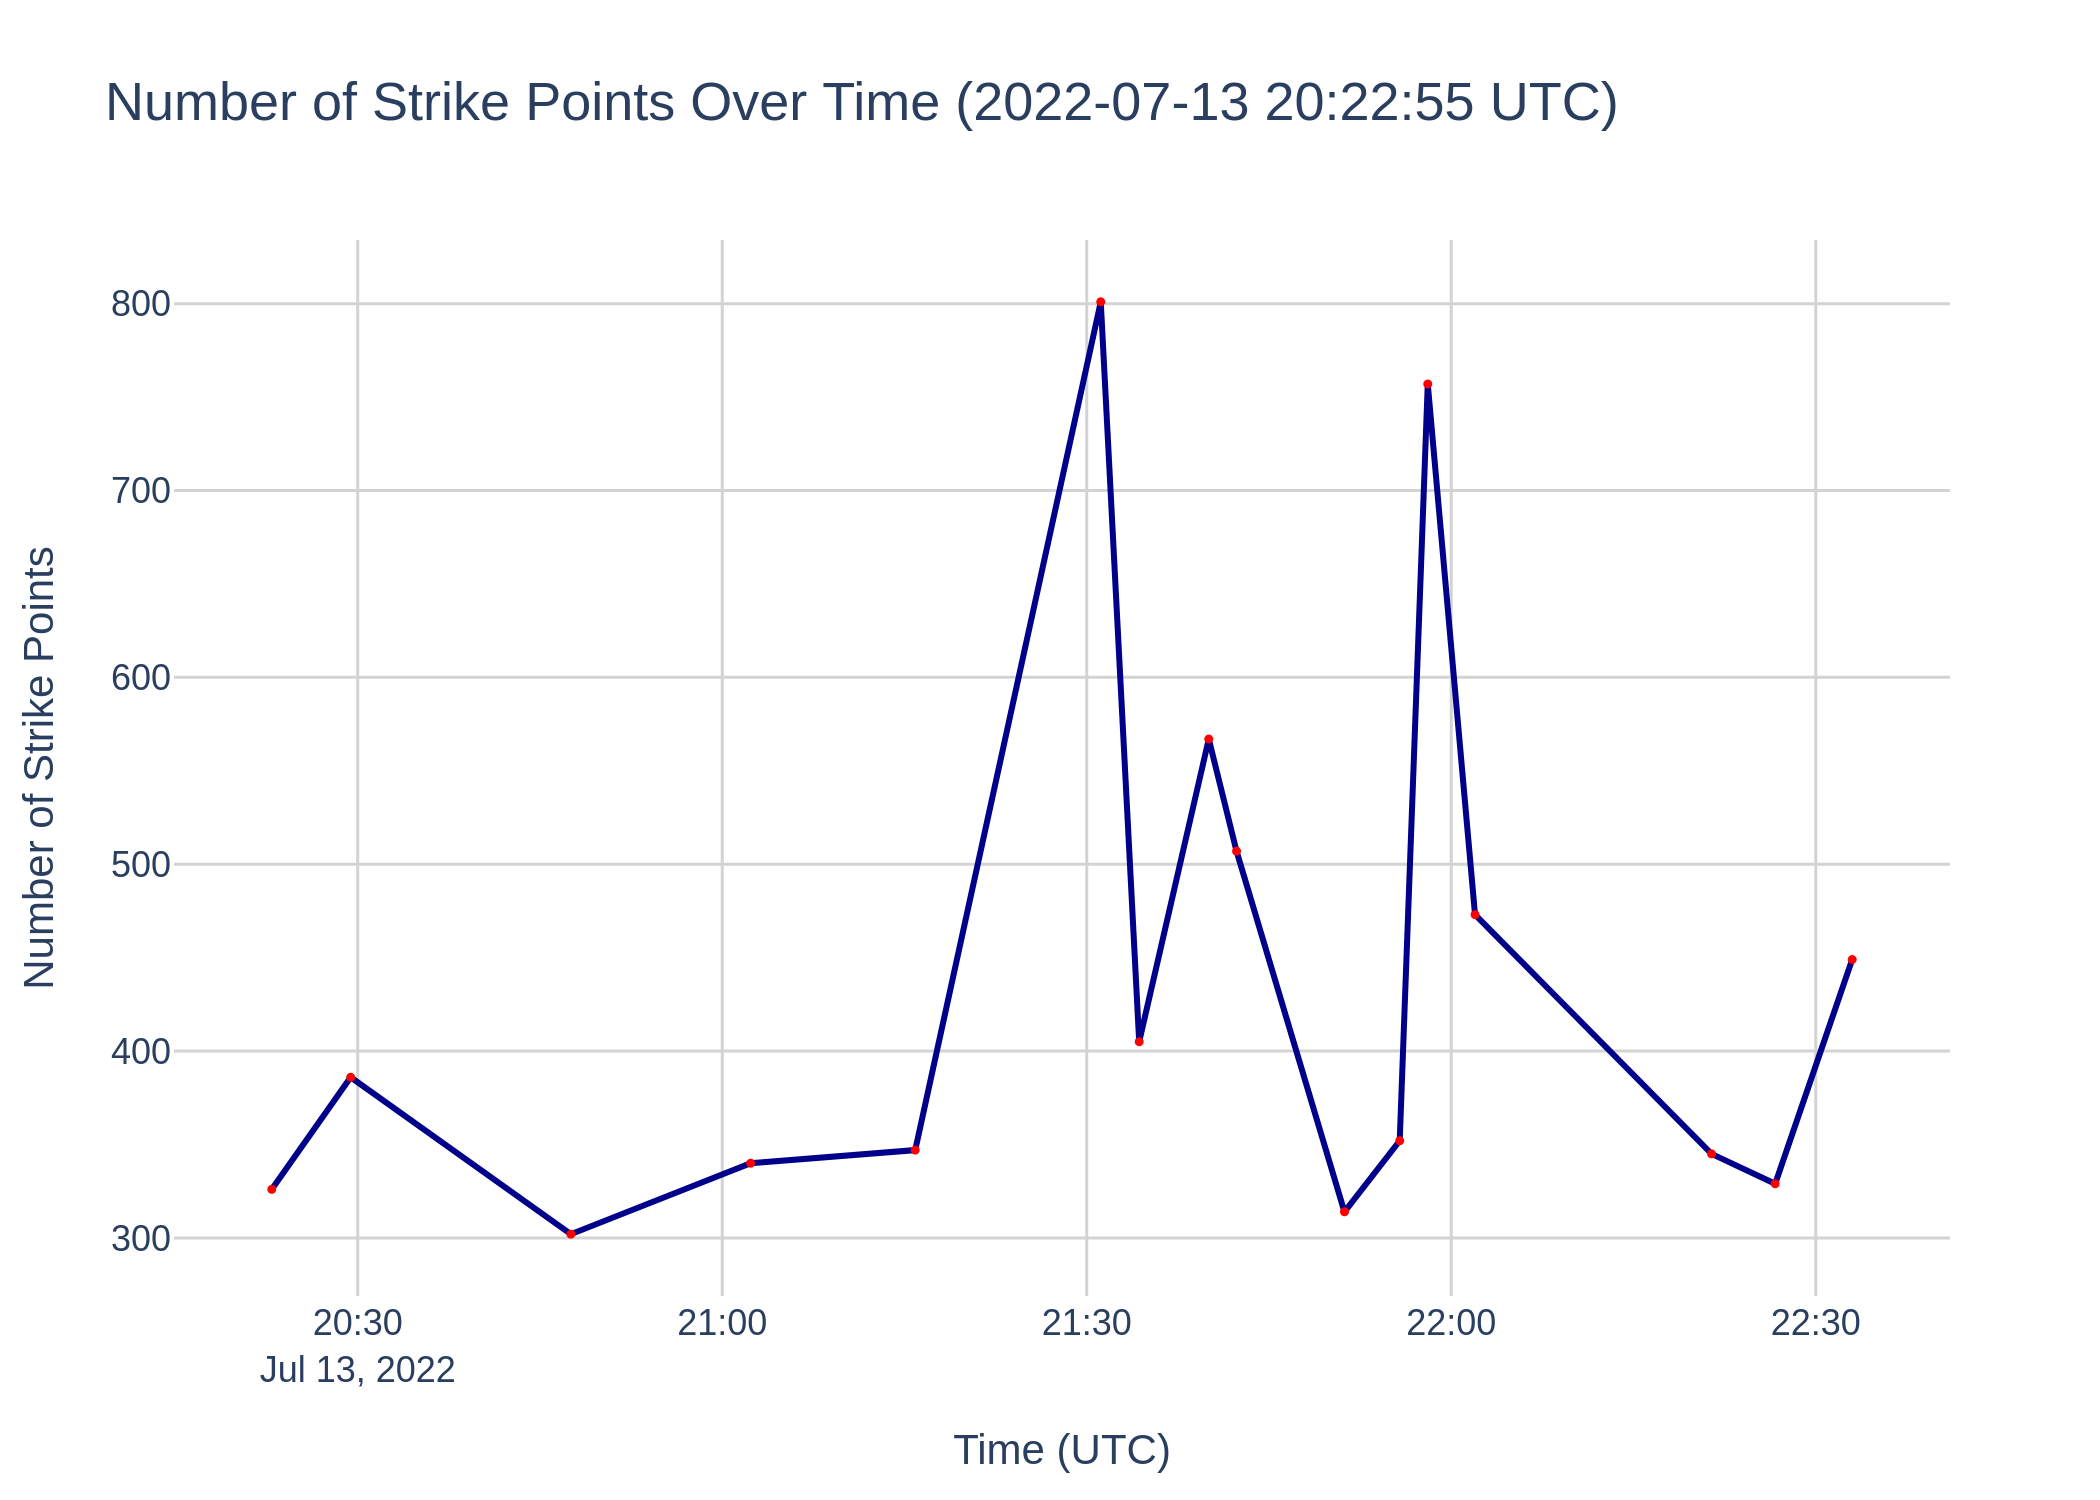 Number of Strike Points Over Time (2022-07-13 20:22:55 UTC)
800
700
600
500
400
300
Number of Strike Points
20:30
Jul 13, 2022
21:00
21:30
22:00
22:30
Time (UTC)